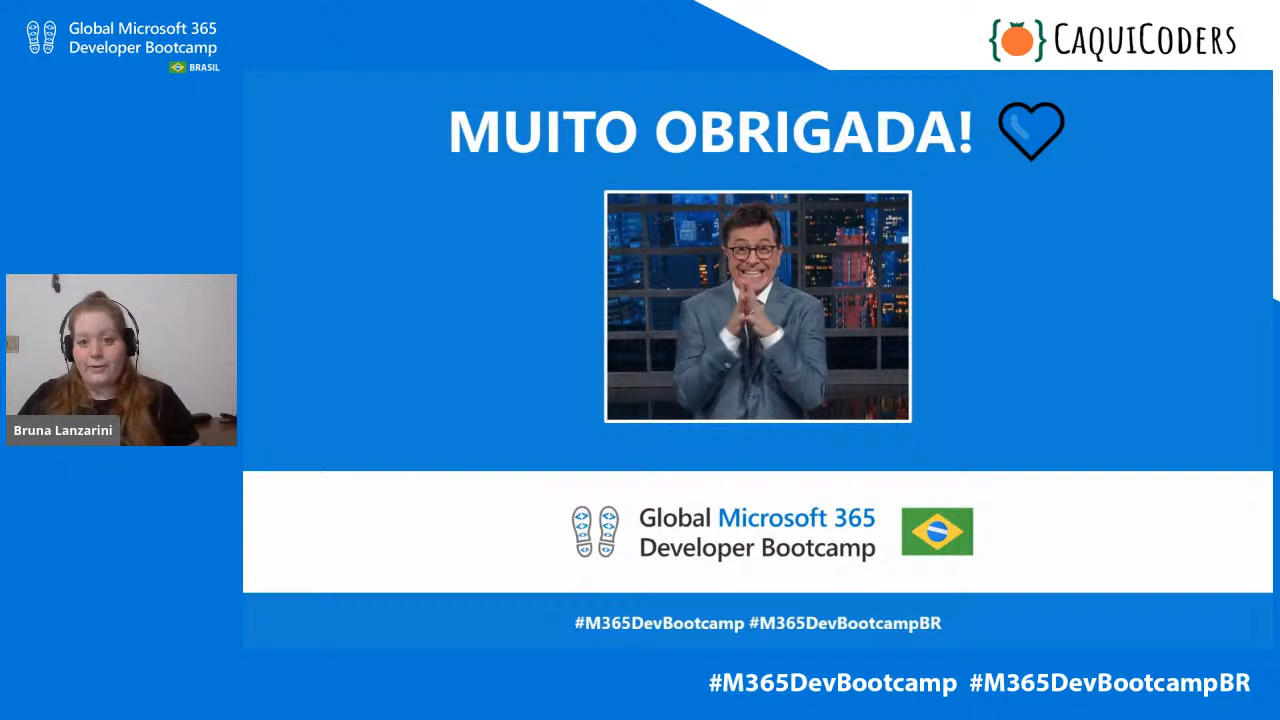 Global Microsoft 365
Developer Bootcamp
BRASIL
CAQUICODERS
MUITO OBRIGADA!
Bruna Lanzarini
Global Microsoft 365
Developer Bootcamp
#M365DevBootcamp #M365DevBootcampBR
#M365DevBootcamp #M365DevBootcampBR